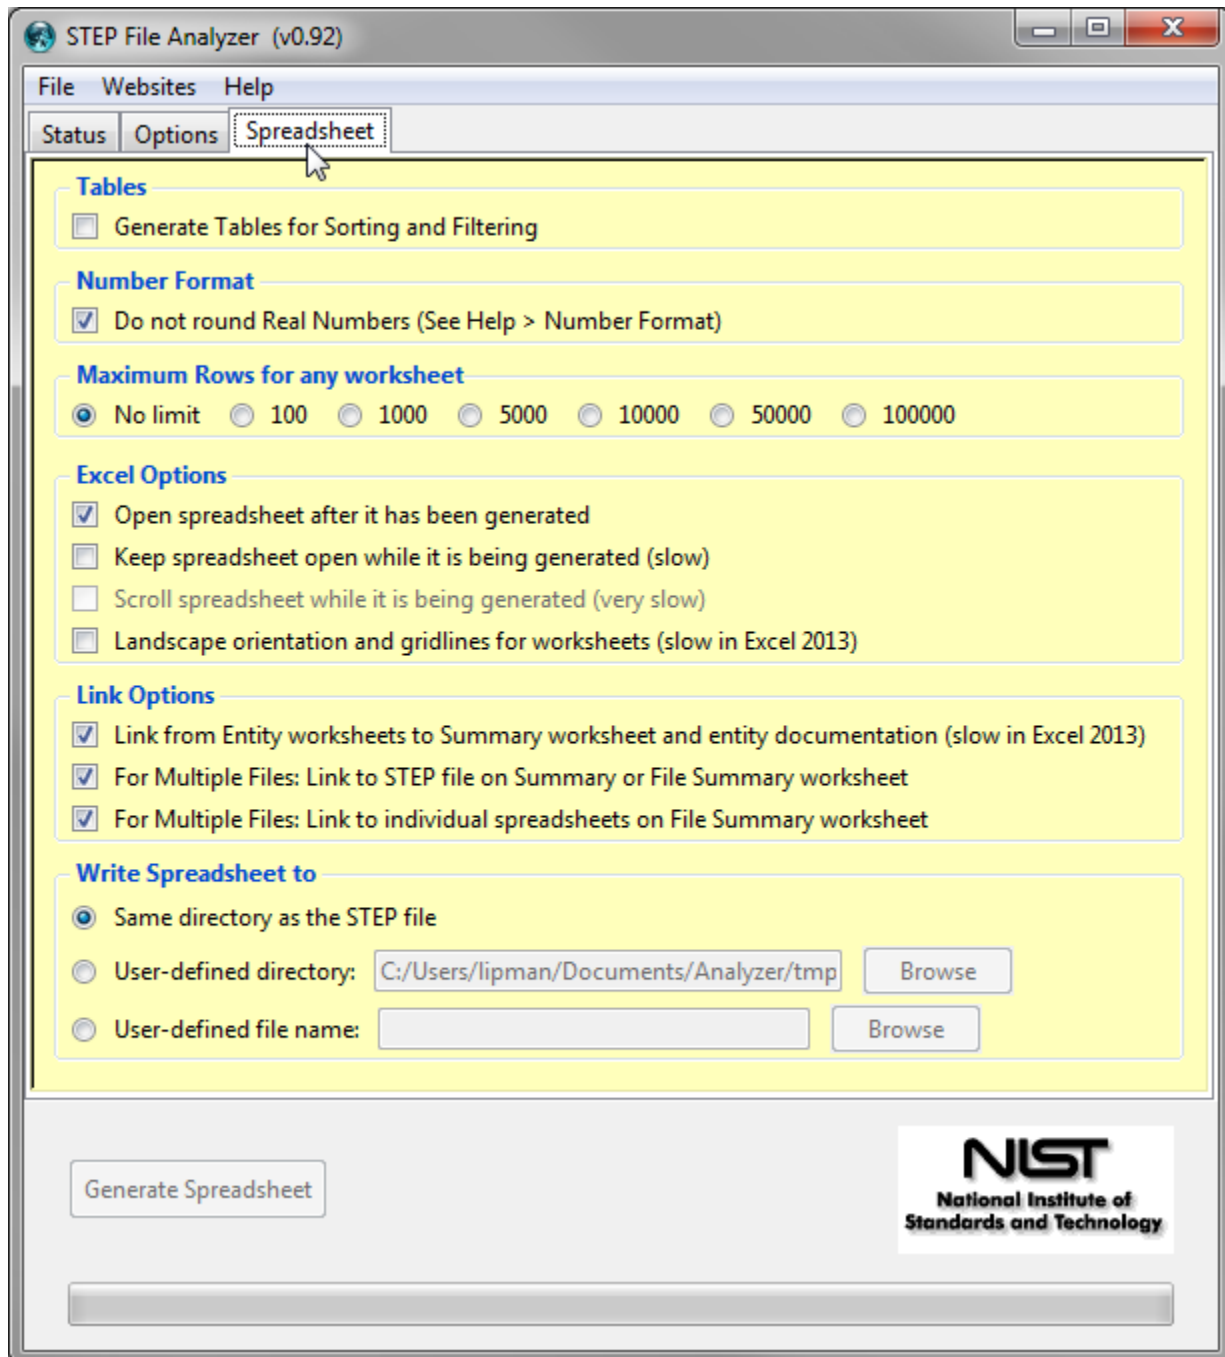 STEP File Analyzer (v0.92)
File Websites Help
Status Options Spreadsheet
Tables
Generate Tables for Sorting and Filtering
Number Format
Do not round Real Numbers (See Help > Number Format)
Maximum Rows for any worksheet
No limit 100 1000 5000 10000 50000 100000
Excel Options
Open spreadsheet after it has been generated
Keep spreadsheet open while it is being generated (slow)
Scroll spreadsheet while it is being generated (very slow)
Landscape orientation and gridlines for worksheets (slow in Excel 2013)
Link Options
Link from Entity worksheets to Summary worksheet and entity documentation (slow in Excel 2013)
For Multiple Files: Link to STEP file on Summary or File Summary worksheet
For Multiple Files: Link to individual spreadsheets on File Summary worksheet
Write Spreadsheet to
Same directory as the STEP file
User-defined directory: C:/Users/lipman/Documents/Analyzer/tmp Browse
User-defined file name: Browse
Generate Spreadsheet
NIST
National Institute of
Standards and Technology